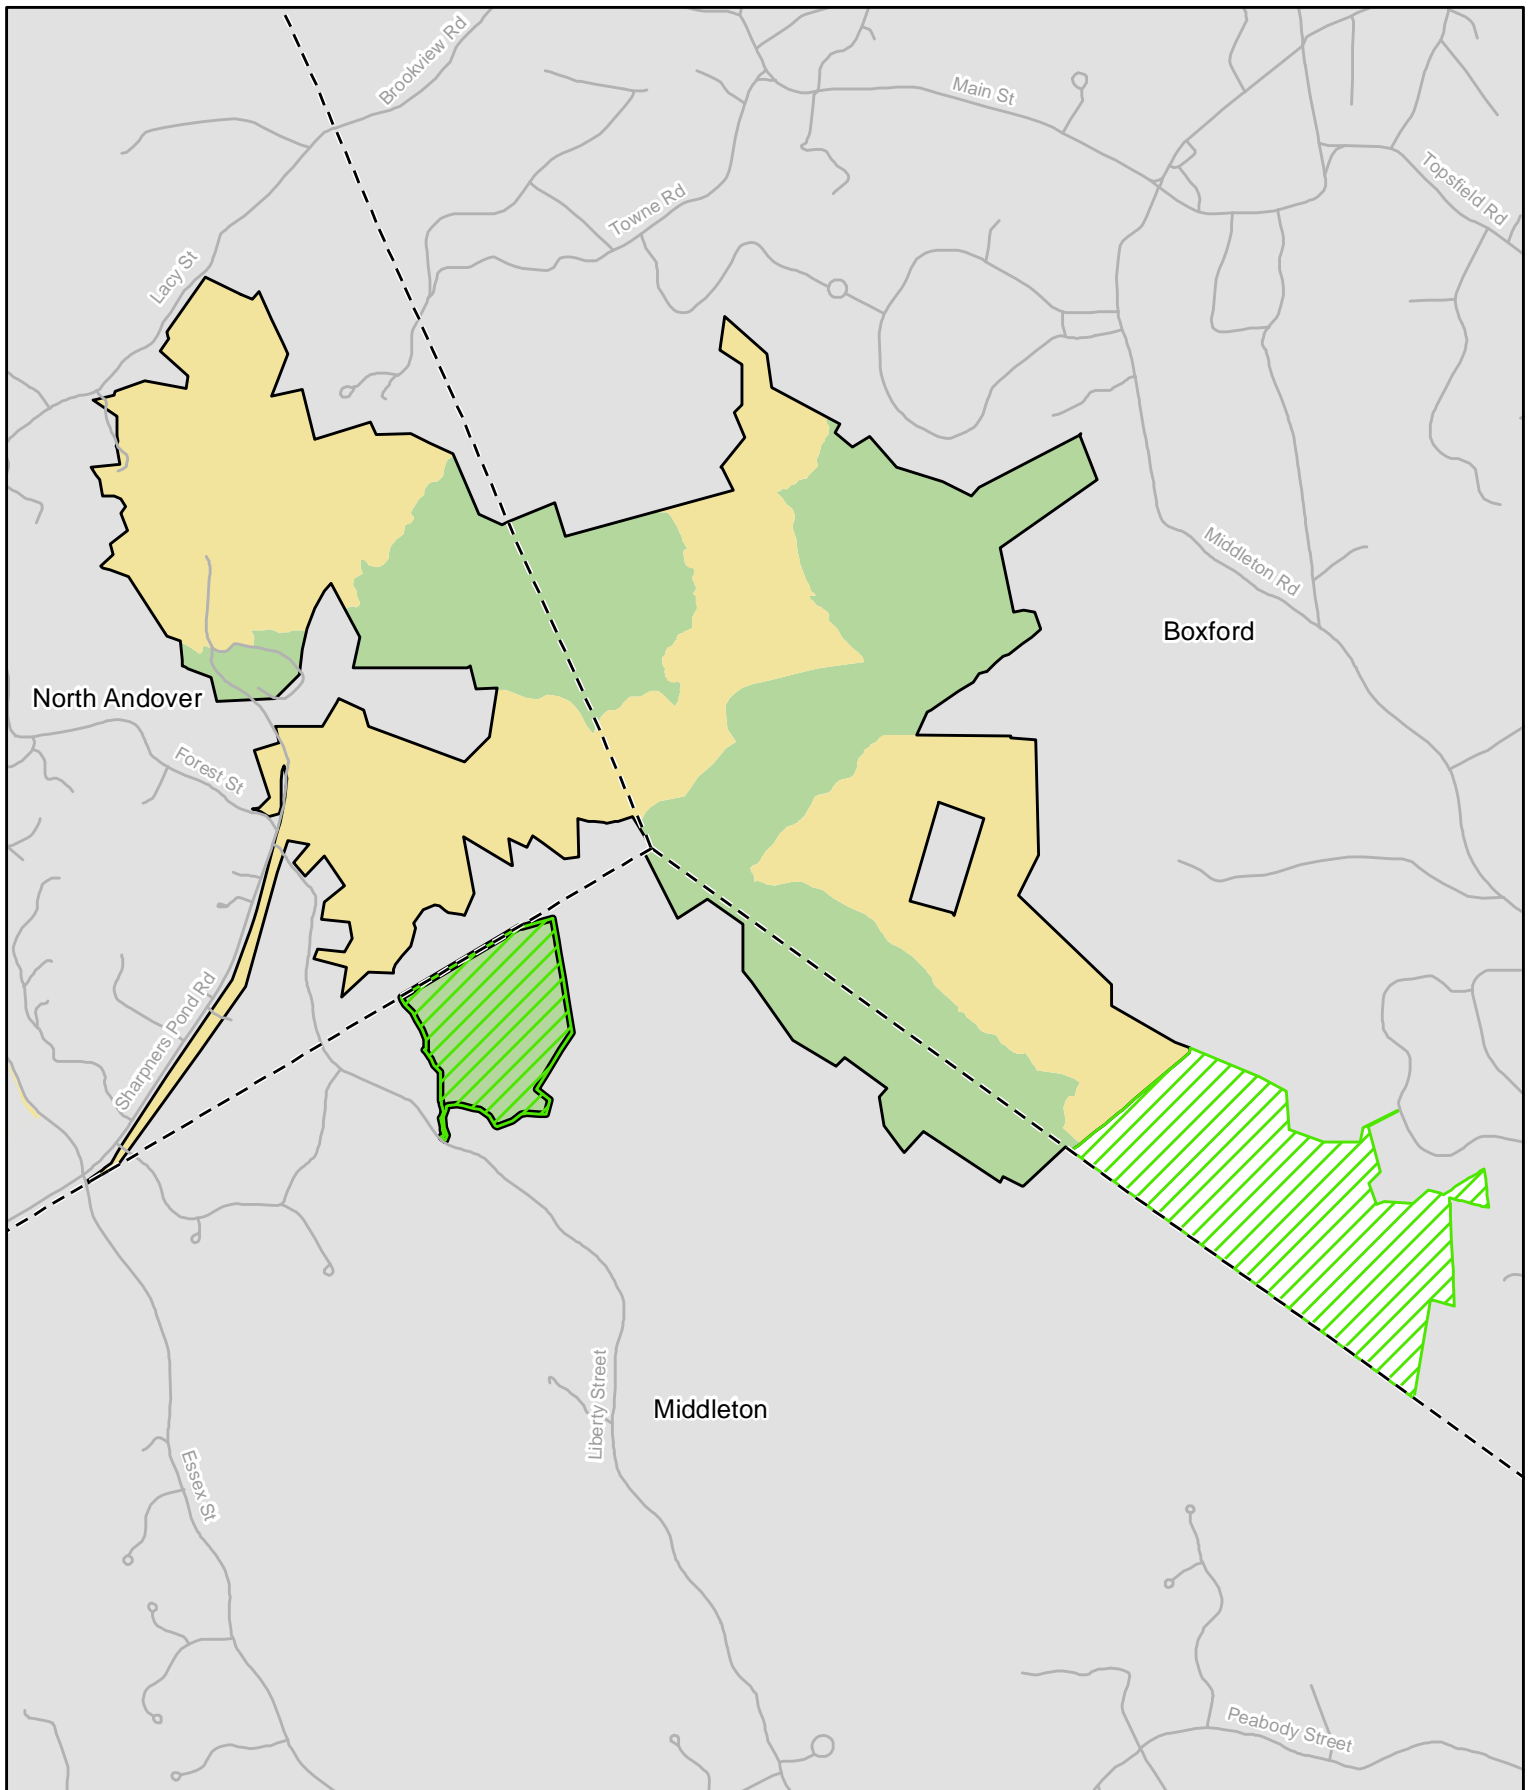 Brookview Rd
Main St
Topsfield Rd
Towne Rd
Lacy St
Middleton Rd
Boxford
North Andover
Forest St
Sharpners Pond Rd
Liberty Street
Middleton
Essex St
Peabody Street